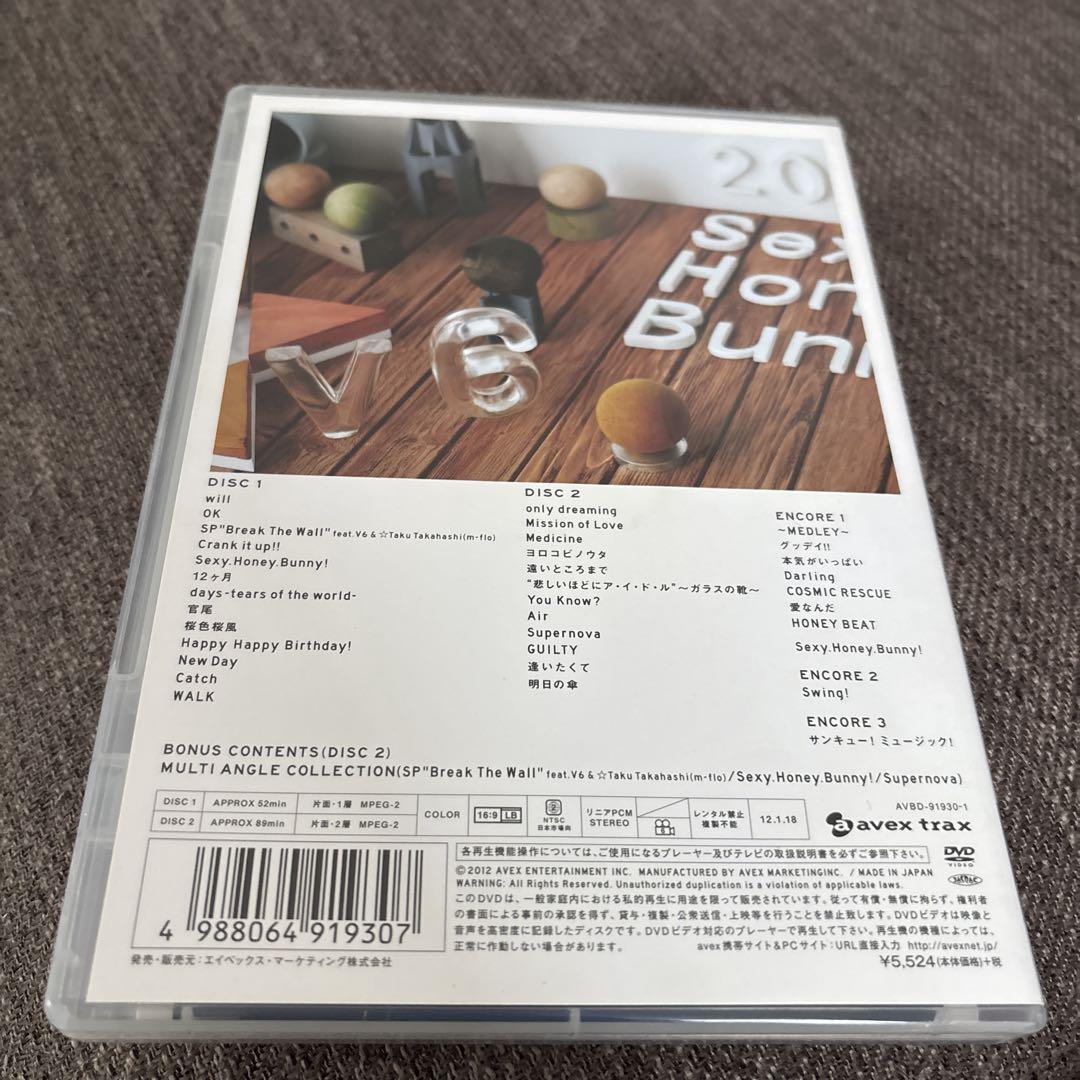 20
Sex
Hon
Bun
V 6
DISC 1
will
OK
SP"Break The Wall" feat.V6 & ☆Taku Takahashi(m-flo)
Crank it up!!
Sexy.Honey.Bunny!
12ヶ月
days-tears of the world-
官尾
桜色桜風
Happy Happy Birthday!
New Day
Catch
WALK
DISC 2
only dreaming
Mission of Love
Medicine
ヨロコビノウタ
遠いところまで
"悲しいほどにア・イ・ド・ル"～ガラスの靴～
You Know?
Air
Supernova
GUILTY
逢いたくて
明日の傘
ENCORE 1
～MEDLEY～
グッデイ!!
本気がいっぱい
Darling
COSMIC RESCUE
愛なんだ
HONEY BEAT
Sexy.Honey.Bunny!
ENCORE 2
Swing!
ENCORE 3
サンキュー! ミュージック!
BONUS CONTENTS(DISC 2)
MULTI ANGLE COLLECTION(SP"Break The Wall" feat.V6 & ☆Taku Takahashi(m-flo)/Sexy.Honey.Bunny!/Supernova)
DISC 1 APPROX 52min 片面・1層 MPEG-2
DISC 2 APPROX 89min 片面・2層 MPEG-2
COLOR
16:9 LB
2
NTSC
日本市場向
リニアPCM
STEREO
6
レンタル禁止
複製不能
12.1.18
AVBD-91930-1
avex trax
各再生機能操作については、ご使用になるプレーヤー及びテレビの取扱説明書を必ずご参照下さい。
DVD
VIDEO
JASRAC
©2012 AVEX ENTERTAINMENT INC. MANUFACTURED BY AVEX MARKETINGINC. / MADE IN JAPAN
WARNING: All Rights Reserved. Unauthorized duplication is a violation of applicable laws.
このDVDは、一般家庭内における私的再生に用途を限って販売されています。従って有償・無償に拘らず、権利者
の書面による事前の承認を得ず、貸与・複製・公衆送信・上映等を行うことを禁止致します。DVDビデオは映像と
音声を高密度に記録したディスクです。DVDビデオ対応のプレーヤーで再生して下さい。再生機の機種によっては、
正常に動作しない場合があります。
avex携帯サイト&PCサイト:URL直接入力 http://avexnet.jp/
¥5,524(本体価格)+税
4 988064 919307
発売・販売元:エイベックス・マーケティング株式会社